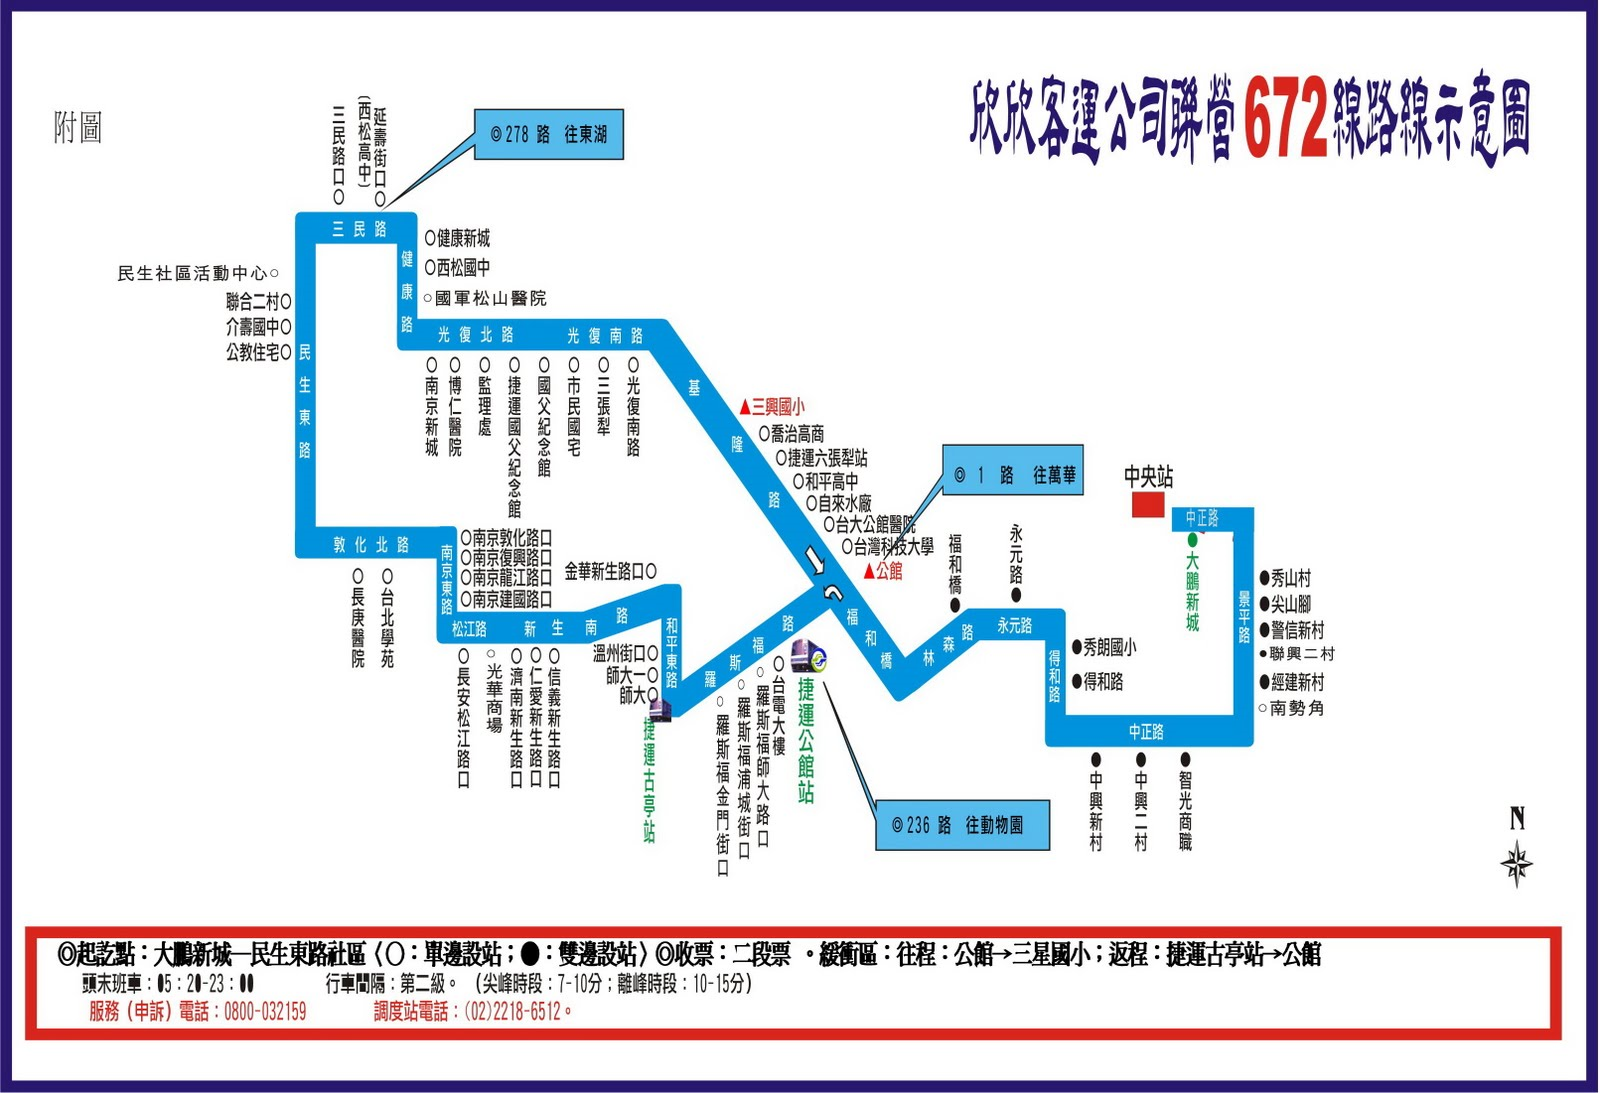 附圖
欣欣客運公司聯營672線路線示意圖
三民路口○
(西松高中)
延壽街口○
◎278 路 往東湖
三民路
健康路
○健康新城
○西松國中
○國軍松山醫院
民生社區活動中心○
聯合二村○
介壽國中○
公教住宅○
民生東路
光復北路
光復南路
○南京新城
○博仁醫院
○監理處
○捷運國父紀念館
○國父紀念館
○市民國宅
○三張犁
○光復南路
基隆路
▲三興國小
○喬治高商
○捷運六張犁站
○和平高中
○自來水廠
○台大公館醫院
○台灣科技大學
▲公館
◎ 1 路 往萬華
中央站
中正路
●大鵬新城
福和橋●
永元路●
敦化北路
○長庚醫院
○台北學苑
南京東路
○南京敦化路口
○南京復興路口
○南京龍江路口
○南京建國路口
金華新生路口○
松江路
新生南路
○長安松江路口
○光華商場
○濟南新生路口
○仁愛新生路口
○信義新生路口
和平東路
溫州街口○
師大一○
師大○
捷運古亭站
羅斯福路
○羅斯福金門街口
○羅斯福浦城街口
○羅斯福師大路口
○台電大樓
捷運公館站
◎236 路 往動物園
福和橋
林森路
永元路
得和路
●秀朗國小
●得和路
中正路
●中興新村
●中興二村
●智光商職
景平路
●秀山村
●尖山腳
●警信新村
●聯興二村
●經建新村
○南勢角
N
◎起訖點：大鵬新城—民生東路社區（○：單邊設站；●：雙邊設站）◎收票：二段票 。緩衝區：往程：公館→三星國小；返程：捷運古亭站→公館
頭末班車：05：20-23：00 行車間隔：第二級。（尖峰時段：7-10分；離峰時段：10-15分）
服務（申訴）電話：0800-032159 調度站電話：(02)2218-6512。